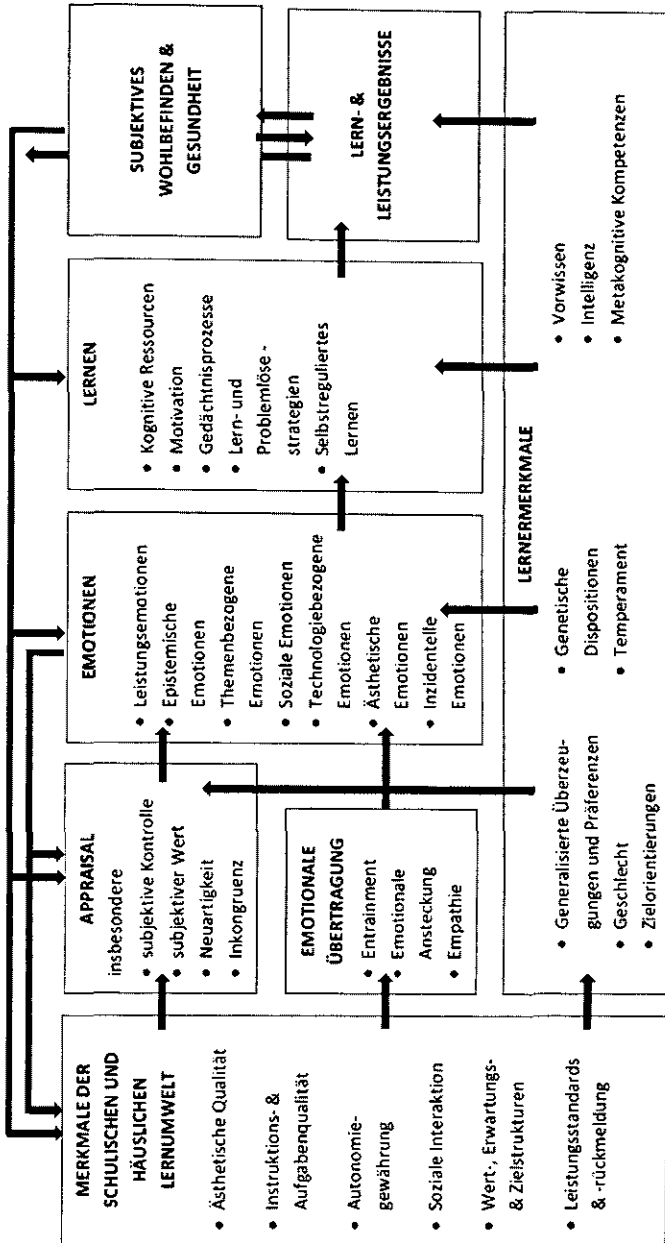 MERKMALE DER
SCHULISCHEN UND
HÄUSLICHEN
LERNUMWELT
• Ästhetische Qualität
• Instruktions- &
Aufgabenqualität
• Autonomie-
gewährung
• Soziale Interaktion
• Wert-, Erwartungs-
& Zielstrukturen
• Leistungsstandards
& -rückmeldung
APPRAISAL
insbesondere
• subjektive Kontrolle
• subjektiver Wert
• Neuartigkeit
• Inkongruenz
EMOTIONALE
ÜBERTRAGUNG
• Entrainment
• Emotionale
Ansteckung
• Empathie
EMOTIONEN
• Leistungsemotionen
• Epistemische
Emotionen
• Themenbezogene
Emotionen
• Soziale Emotionen
• Technologiebezogene
Emotionen
• Ästhetische
Emotionen
• Inzidentelle
Emotionen
LERNEN
• Kognitive Ressourcen
• Motivation
• Gedächtnisprozesse
• Lern- und
Problemlöse -
strategien
• Selbstreguliertes
Lernen
SUBJEKTIVES
WOHLBEFINDEN &
GESUNDHEIT
LERN- &
LEISTUNGSERGEBNISSE
LERNERMERKMALE
• Generalisierte Überzeu-
gungen und Präferenzen
• Geschlecht
• Zielorientierungen
• Genetische
Dispositionen
• Temperament
• Vorwissen
• Intelligenz
• Metakognitive Kompetenzen